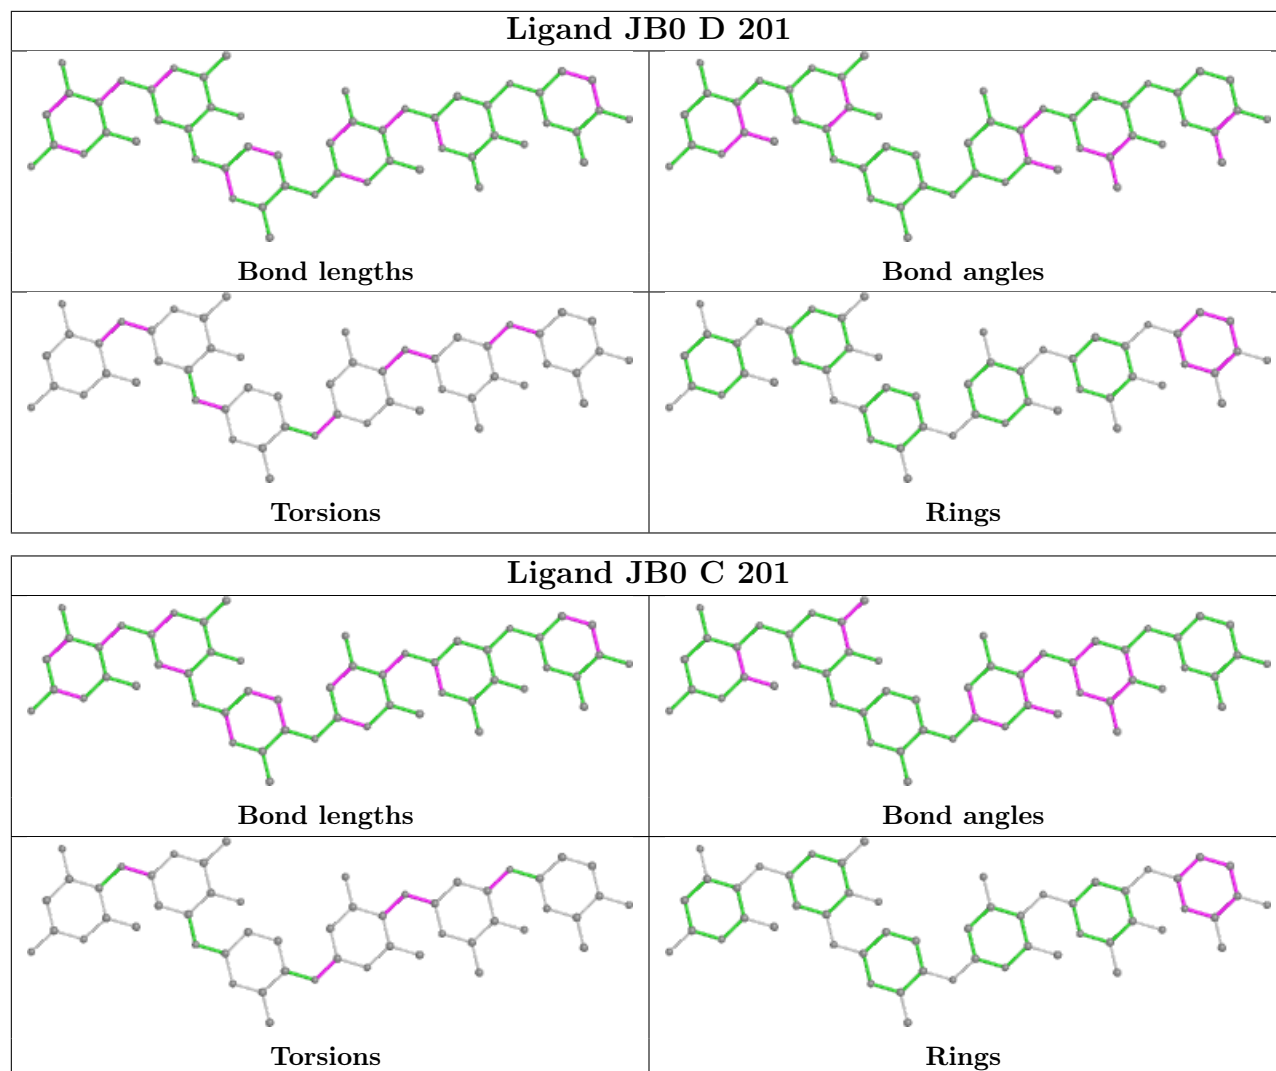 Ligand JB0 D 201
Bond lengths
Bond angles
Torsions
Rings
Ligand JB0 C 201
Bond lengths
Bond angles
Torsions
Rings